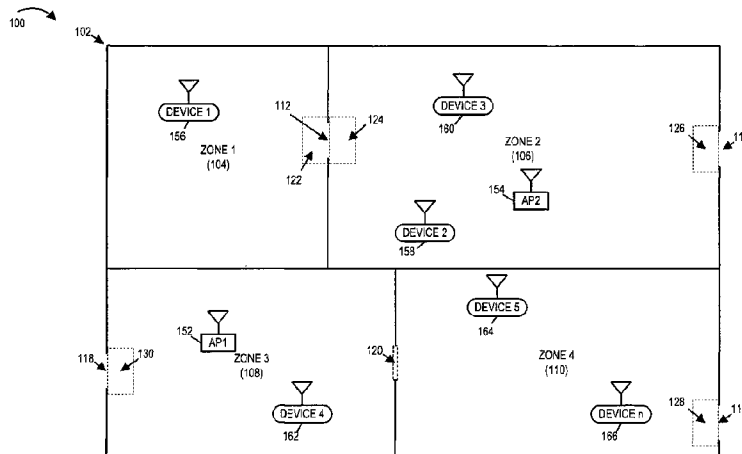 100
102
DEVICE 1
156
ZONE 1
(104)
112
124
122
DEVICE 3
160
ZONE 2
(106)
126
11
154
AP2
DEVICE 2
158
152
AP1
ZONE 3
(108)
118
130
120
DEVICE 4
162
DEVICE 5
164
ZONE 4
(110)
DEVICE n
166
128
11